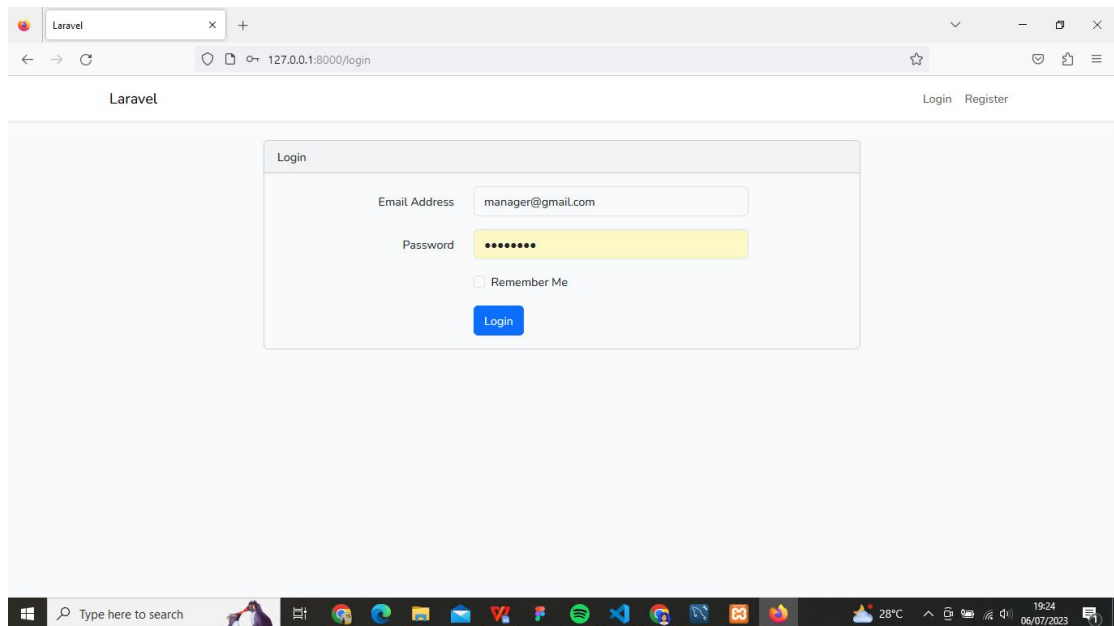 Laravel
127.0.0.1:8000/login
Laravel
Login Register
Login
Email Address manager@gmail.com
Password ••••••••
Remember Me
Login
Type here to search
28°C
19:24
06/07/2023